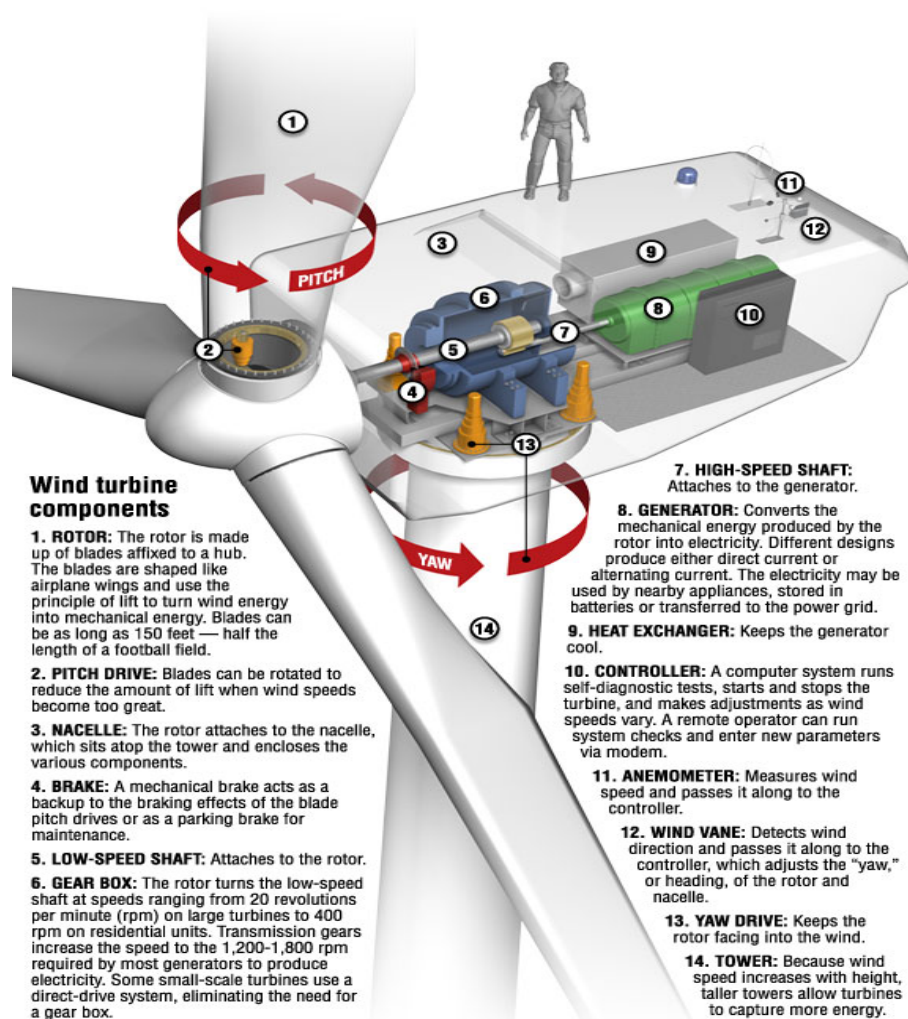 1
PITCH
11
3
12
9
6
8
7
10
2
5
4
13
YAW
14
Wind turbine
components
1. ROTOR: The rotor is made
up of blades affixed to a hub.
The blades are shaped like
airplane wings and use the
principle of lift to turn wind energy
into mechanical energy. Blades can
be as long as 150 feet — half the
length of a football field.
2. PITCH DRIVE: Blades can be rotated to
reduce the amount of lift when wind speeds
become too great.
3. NACELLE: The rotor attaches to the nacelle,
which sits atop the tower and encloses the
various components.
4. BRAKE: A mechanical brake acts as a
backup to the braking effects of the blade
pitch drives or as a parking brake for
maintenance.
5. LOW-SPEED SHAFT: Attaches to the rotor.
6. GEAR BOX: The rotor turns the low-speed
shaft at speeds ranging from 20 revolutions
per minute (rpm) on large turbines to 400
rpm on residential units. Transmission gears
increase the speed to the 1,200-1,800 rpm
required by most generators to produce
electricity. Some small-scale turbines use a
direct-drive system, eliminating the need for
a gear box.
7. HIGH-SPEED SHAFT:
Attaches to the generator.
8. GENERATOR: Converts the
mechanical energy produced by the
rotor into electricity. Different designs
produce either direct current or
alternating current. The electricity may be
used by nearby appliances, stored in
batteries or transferred to the power grid.
9. HEAT EXCHANGER: Keeps the generator
cool.
10. CONTROLLER: A computer system runs
self-diagnostic tests, starts and stops the
turbine, and makes adjustments as wind
speeds vary. A remote operator can run
system checks and enter new parameters
via modem.
11. ANEMOMETER: Measures wind
speed and passes it along to the
controller.
12. WIND VANE: Detects wind
direction and passes it along to the
controller, which adjusts the “yaw,”
or heading, of the rotor and
nacelle.
13. YAW DRIVE: Keeps the
rotor facing into the wind.
14. TOWER: Because wind
speed increases with height,
taller towers allow turbines
to capture more energy.